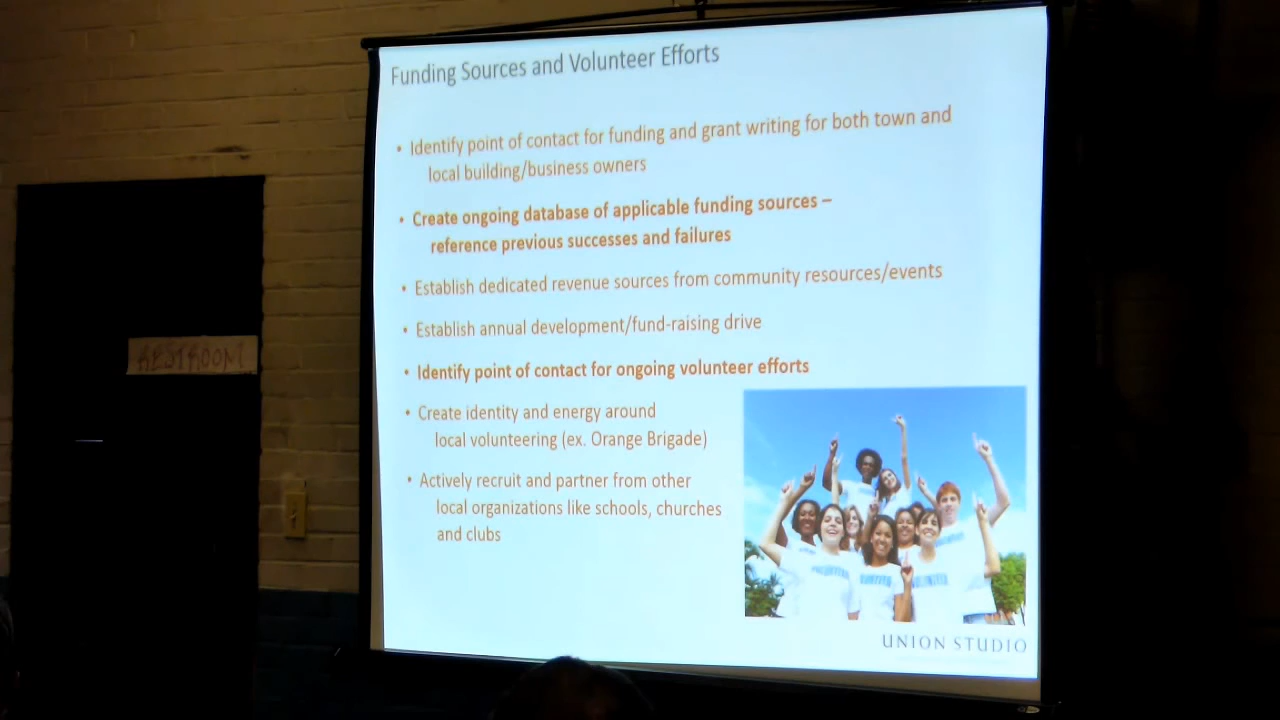 Funding Sources and Volunteer Efforts
• Identify point of contact for funding and grant writing for both town and
local building/business owners
• Create ongoing database of applicable funding sources –
reference previous successes and failures
• Establish dedicated revenue sources from community resources/events
• Establish annual development/fund-raising drive
• Identify point of contact for ongoing volunteer efforts
• Create identity and energy around
local volunteering (ex. Orange Brigade)
• Actively recruit and partner from other
local organizations like schools, churches
and clubs
RESTROOM
VOLUNTEER
UNION STUDIO